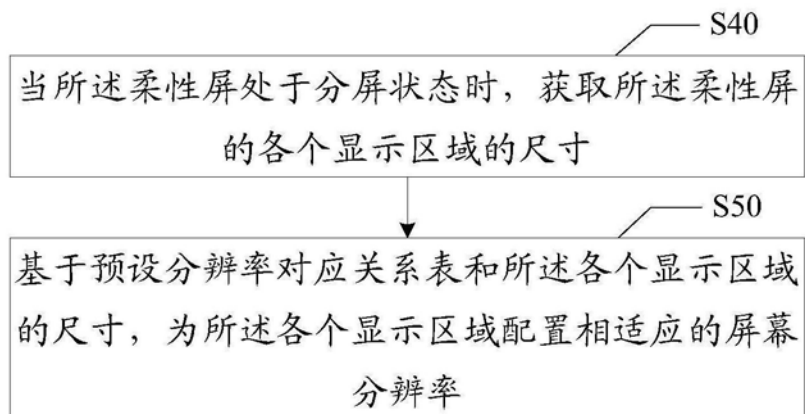 S40
当所述柔性屏处于分屏状态时，获取所述柔性屏
的各个显示区域的尺寸
S50
基于预设分辨率对应关系表和所述各个显示区域
的尺寸，为所述各个显示区域配置相适应的屏幕
分辨率